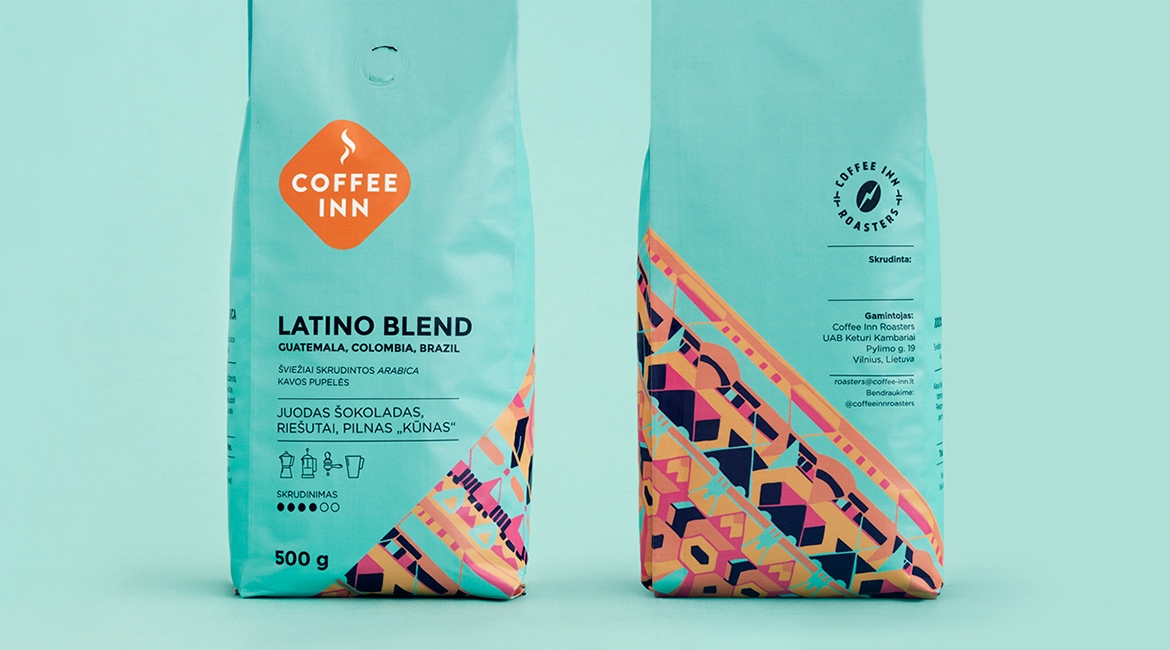 COFFEE
INN
LATINO BLEND
GUATEMALA, COLOMBIA, BRAZIL
ŠVIEŽIAI SKRUDINTOS ARABICA
KAVOS PUPELĖS
JUODAS ŠOKOLADAS,
RIEŠUTAI, PILNAS „KŪNAS“
SKRUDINIMAS
500 g
COFFEE INN
ROASTERS
Skrudinta:
Gamintojas:
Coffee Inn Roasters
UAB Keturi Kambariai
Pylimo g. 19
Vilnius, Lietuva
roasters@coffee-inn.lt
Bendraukime:
@coffeeinnroasters